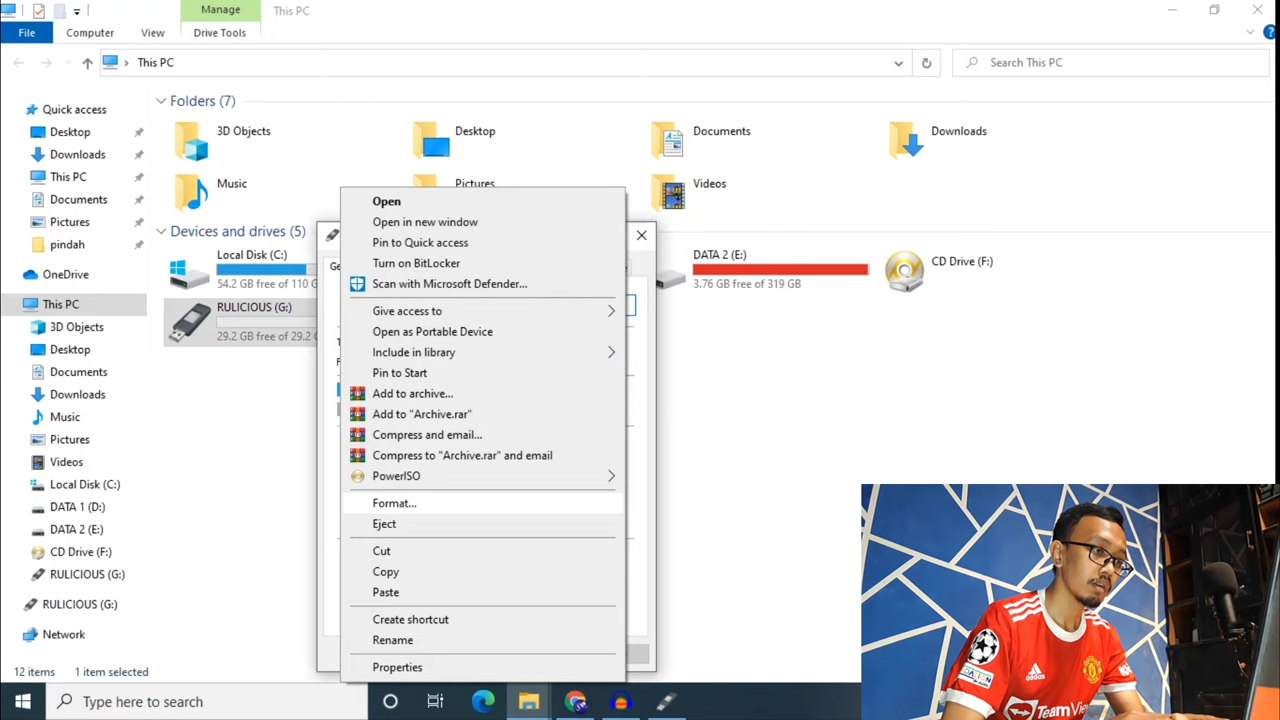 Manage
This PC
File
Computer
View
Drive Tools
This PC
Search This PC
Quick access
Desktop
Downloads
This PC
Documents
Pictures
pindah
OneDrive
This PC
3D Objects
Desktop
Documents
Downloads
Music
Pictures
Videos
Local Disk (C:)
DATA 1 (D:)
DATA 2 (E:)
CD Drive (F:)
RULICIOUS (G:)
RULICIOUS (G:)
Network
Folders (7)
3D Objects
Desktop
Documents
Downloads
Music
Pictures
Videos
Devices and drives (5)
Local Disk (C:)
54.2 GB free of 110 G
DATA 2 (E:)
3.76 GB free of 319 GB
CD Drive (F:)
RULICIOUS (G:)
29.2 GB free of 29.2
Open
Open in new window
Pin to Quick access
Turn on BitLocker
Scan with Microsoft Defender...
Give access to
Open as Portable Device
Include in library
Pin to Start
Add to archive...
Add to "Archive.rar"
Compress and email...
Compress to "Archive.rar" and email
PowerISO
Format...
Eject
Cut
Copy
Paste
Create shortcut
Rename
Properties
12 items
1 item selected
Type here to search
adidas
TeamVi